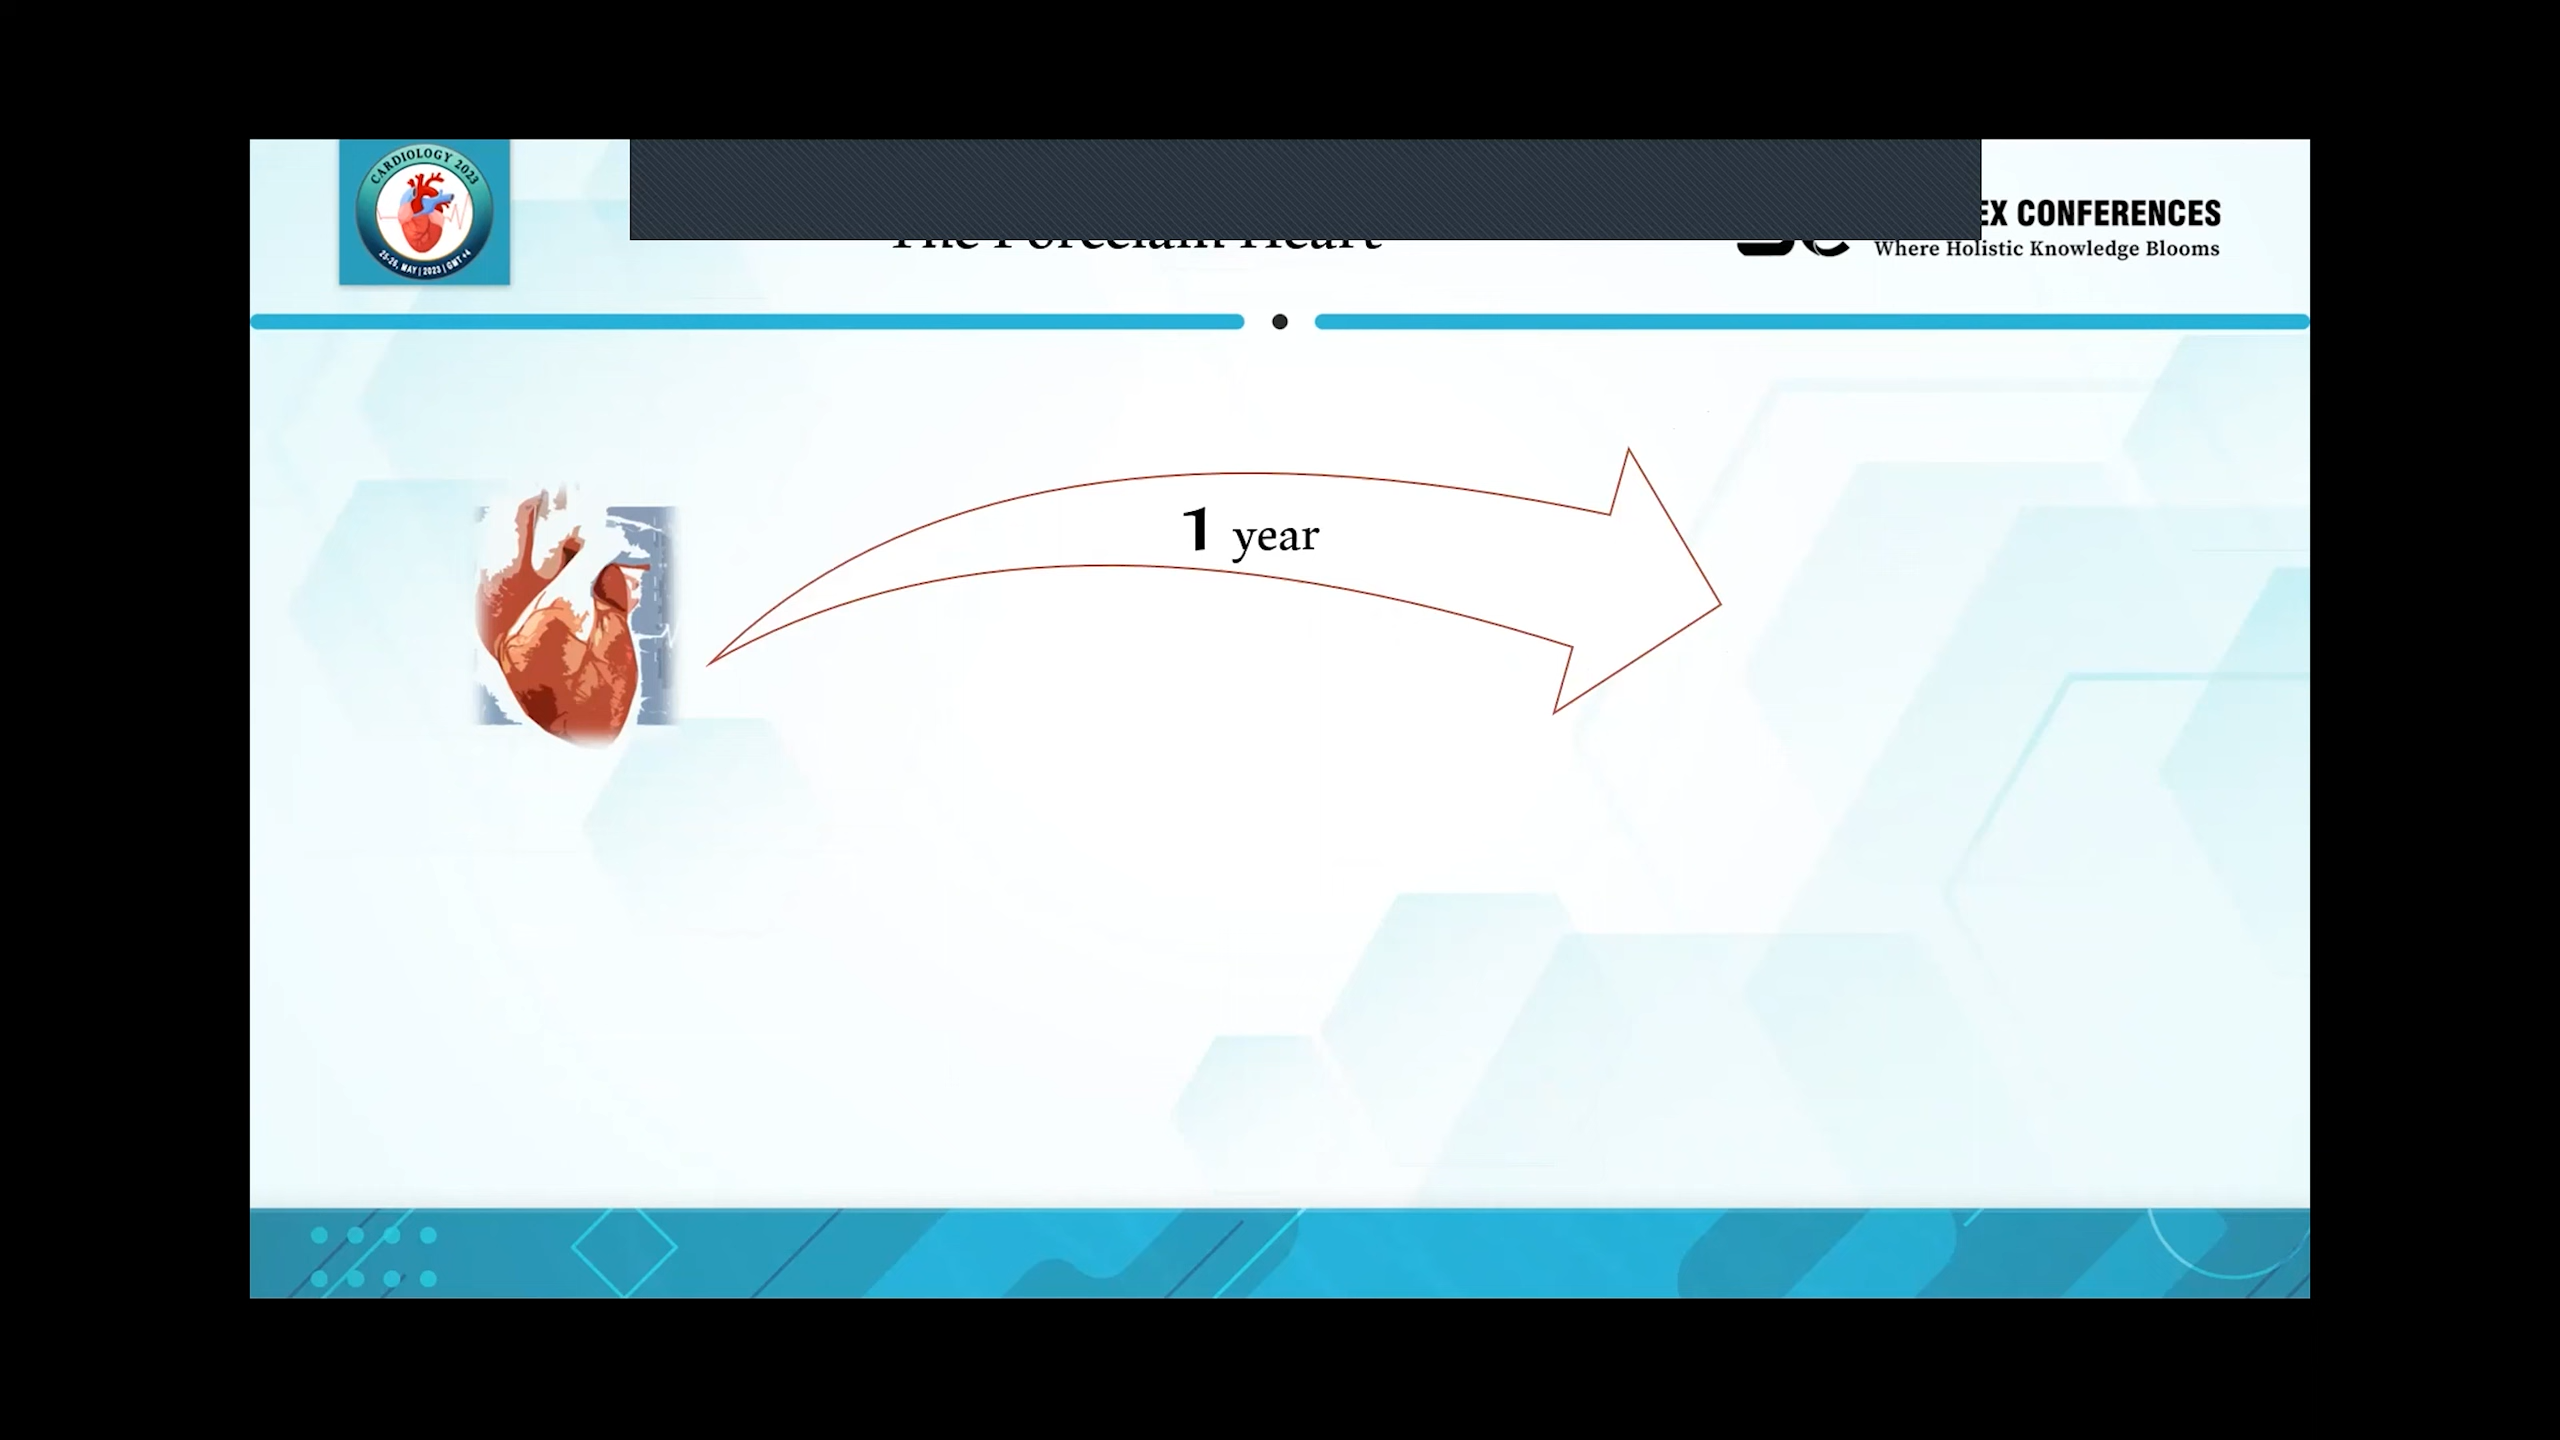 CARDIOLOGY 2023
25-26, MAY | 2023 | GMT +4
The Porcelain Heart
EX CONFERENCES
Where Holistic Knowledge Blooms
1 year